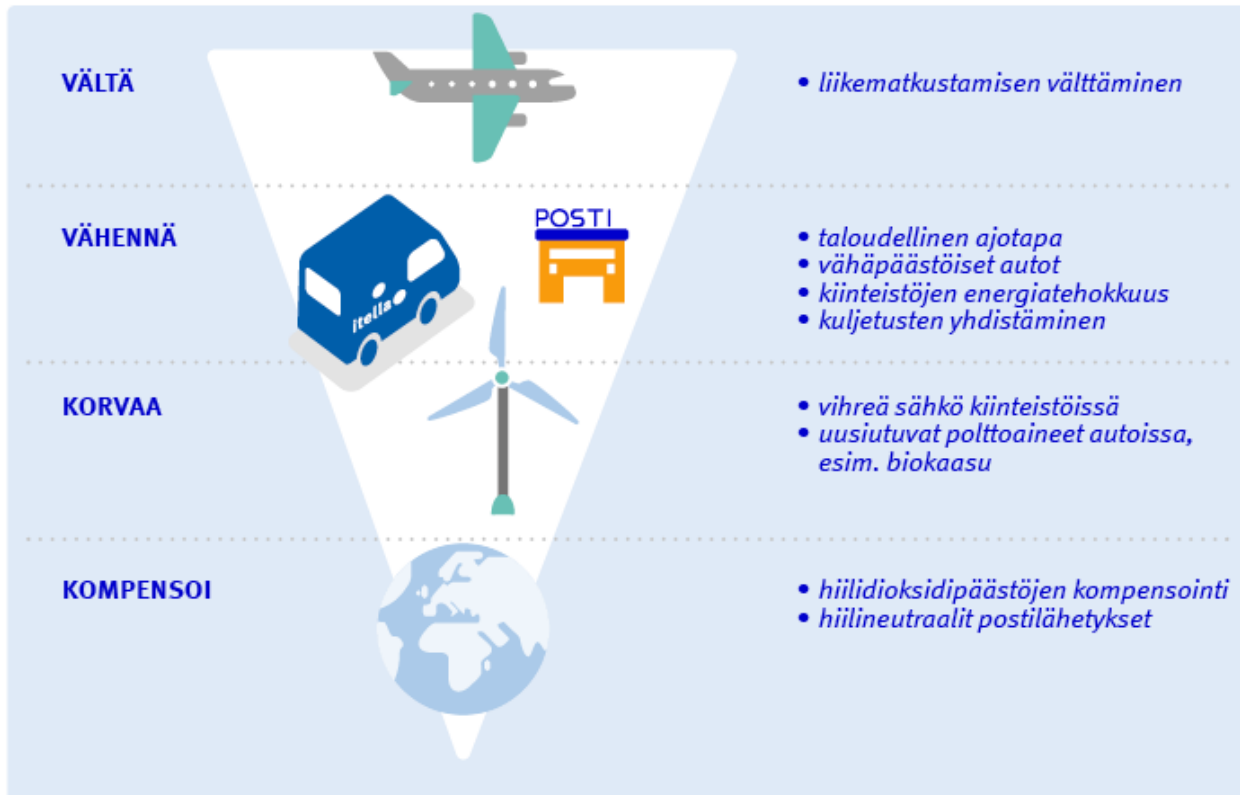 VÄLTÄ
• liikematkustamisen välttäminen
VÄHENNÄ
POSTI
itella
• taloudellinen ajotapa
• vähäpäästöiset autot
• kiinteistöjen energiatehokkuus
• kuljetusten yhdistäminen
KORVAA
• vihreä sähkö kiinteistöissä
• uusiutuvat polttoaineet autoissa,
esim. biokaasu
KOMPENSOI
• hiilidioksidipäästöjen kompensointi
• hiilineutraalit postilähetykset